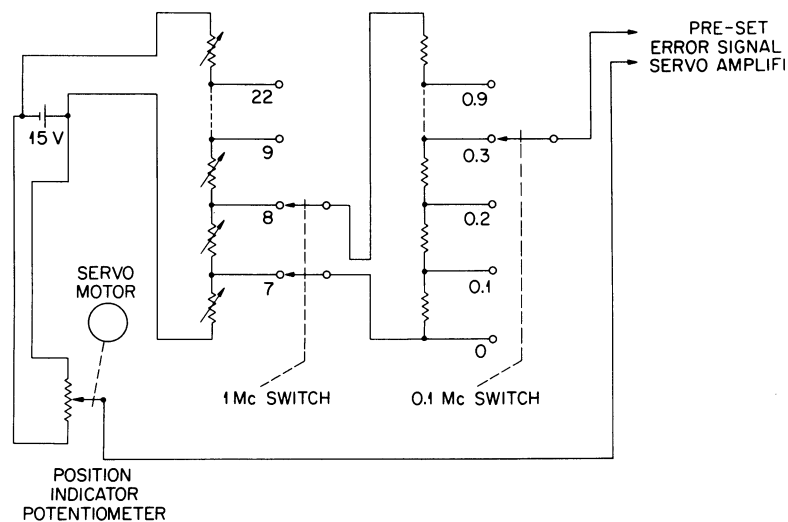 PRE-SET
ERROR SIGNAL
SERVO AMPLIFI
22
0.9
15 V
9
0.3
8
0.2
SERVO
MOTOR
7
0.1
0
1 Mc SWITCH
0.1 Mc SWITCH
POSITION
INDICATOR
POTENTIOMETER